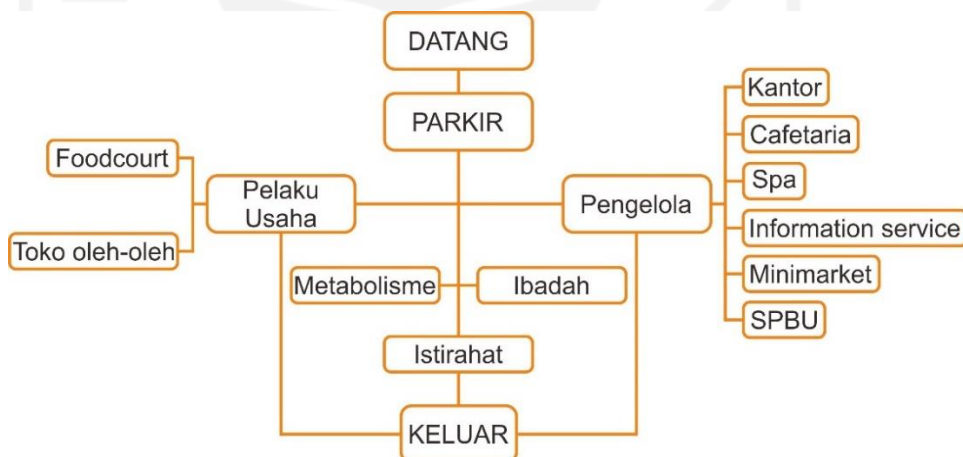 DATANG
PARKIR
Foodcourt
Toko oleh-oleh
Pelaku
Usaha
Pengelola
Kantor
Cafetaria
Spa
Information service
Minimarket
SPBU
Metabolisme
Ibadah
Istirahat
KELUAR